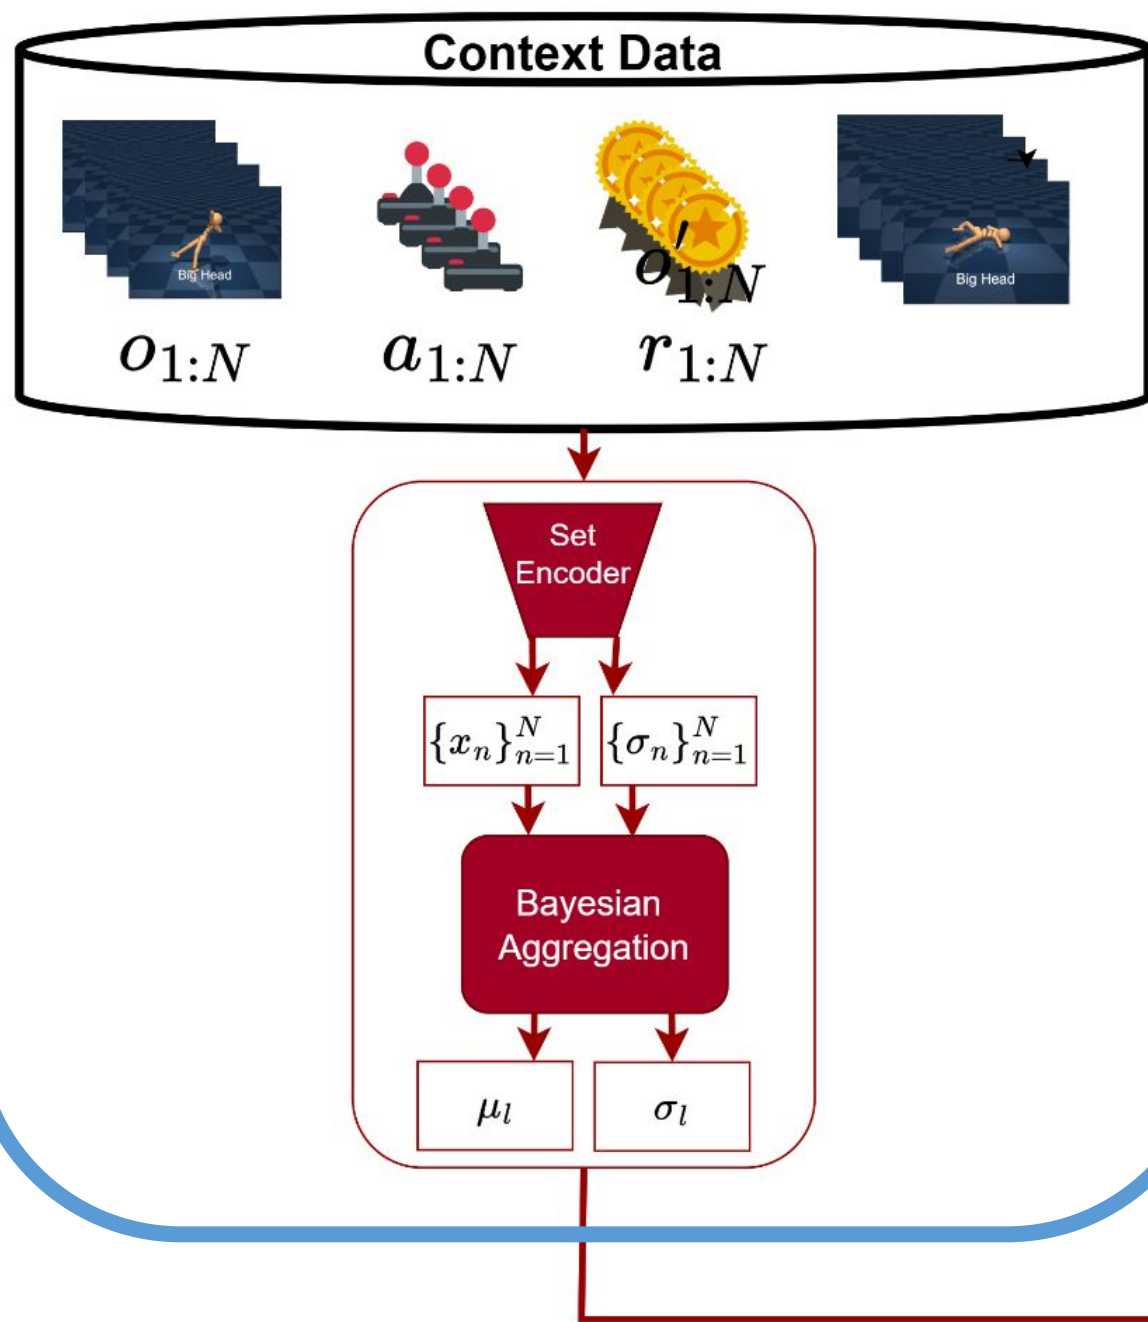 Context Data
Big Head
Big Head
o′_{1:N}
o_{1:N} a_{1:N} r_{1:N}
Set
Encoder
{x_n}_{n=1}^N {σ_n}_{n=1}^N
Bayesian
Aggregation
μ_l σ_l